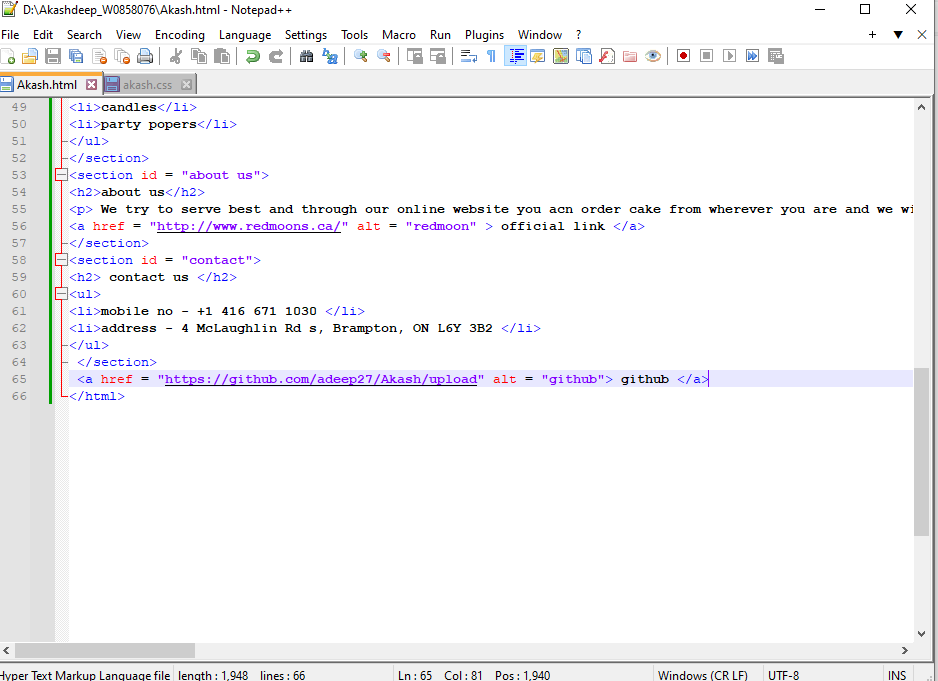 D:\Akashdeep_W0858076\Akash.html - Notepad++
File Edit Search View Encoding Language Settings Tools Macro Run Plugins Window ?
Akash.html akash.css
49 <li>candles</li>
50 <li>party popers</li>
51 </ul>
52 </section>
53 <section id = "about us">
54 <h2>about us</h2>
55 <p> We try to serve best and through our online website you acn order cake from wherever you are and we wi
56 <a href = "http://www.redmoons.ca/" alt = "redmoon" > official link </a>
57 </section>
58 <section id = "contact">
59 <h2> contact us </h2>
60 <ul>
61 <li>mobile no - +1 416 671 1030 </li>
62 <li>address - 4 McLaughlin Rd s, Brampton, ON L6Y 3B2 </li>
63 </ul>
64 </section>
65 <a href = "https://github.com/adeep27/Akash/upload" alt = "github"> github </a>
66 </html>
Hyper Text Markup Language file length : 1,948 lines : 66 Ln : 65 Col : 81 Pos : 1,940 Windows (CR LF) UTF-8 INS